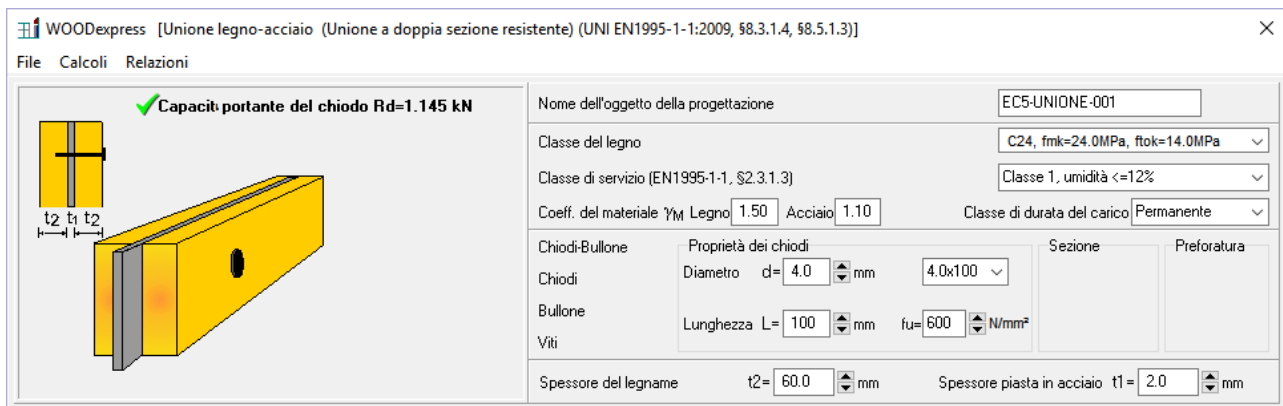 WOODexpress [Unione legno-acciaio (Unione a doppia sezione resistente) (UNI EN1995-1-1:2009, §8.3.1.4, §8.5.1.3)]
File Calcoli Relazioni
Capacit portante del chiodo Rd=1.145 kN
t2 t1 t2
Nome dell'oggetto della progettazione EC5-UNIONE-001
Classe del legno C24, fmk=24.0MPa, ftok=14.0MPa
Classe di servizio (EN1995-1-1, §2.3.1.3) Classe 1, umidità <=12%
Coeff. del materiale γM Legno 1.50 Acciaio 1.10 Classe di durata del carico Permanente
Chiodi-Bullone Proprietà dei chiodi Sezione Preforatura
Chiodi Diametro d= 4.0 mm 4.0x100
Bullone
Lunghezza L= 100 mm fu= 600 N/mm²
Viti
Spessore del legname t2= 60.0 mm Spessore piasta in acciaio t1= 2.0 mm